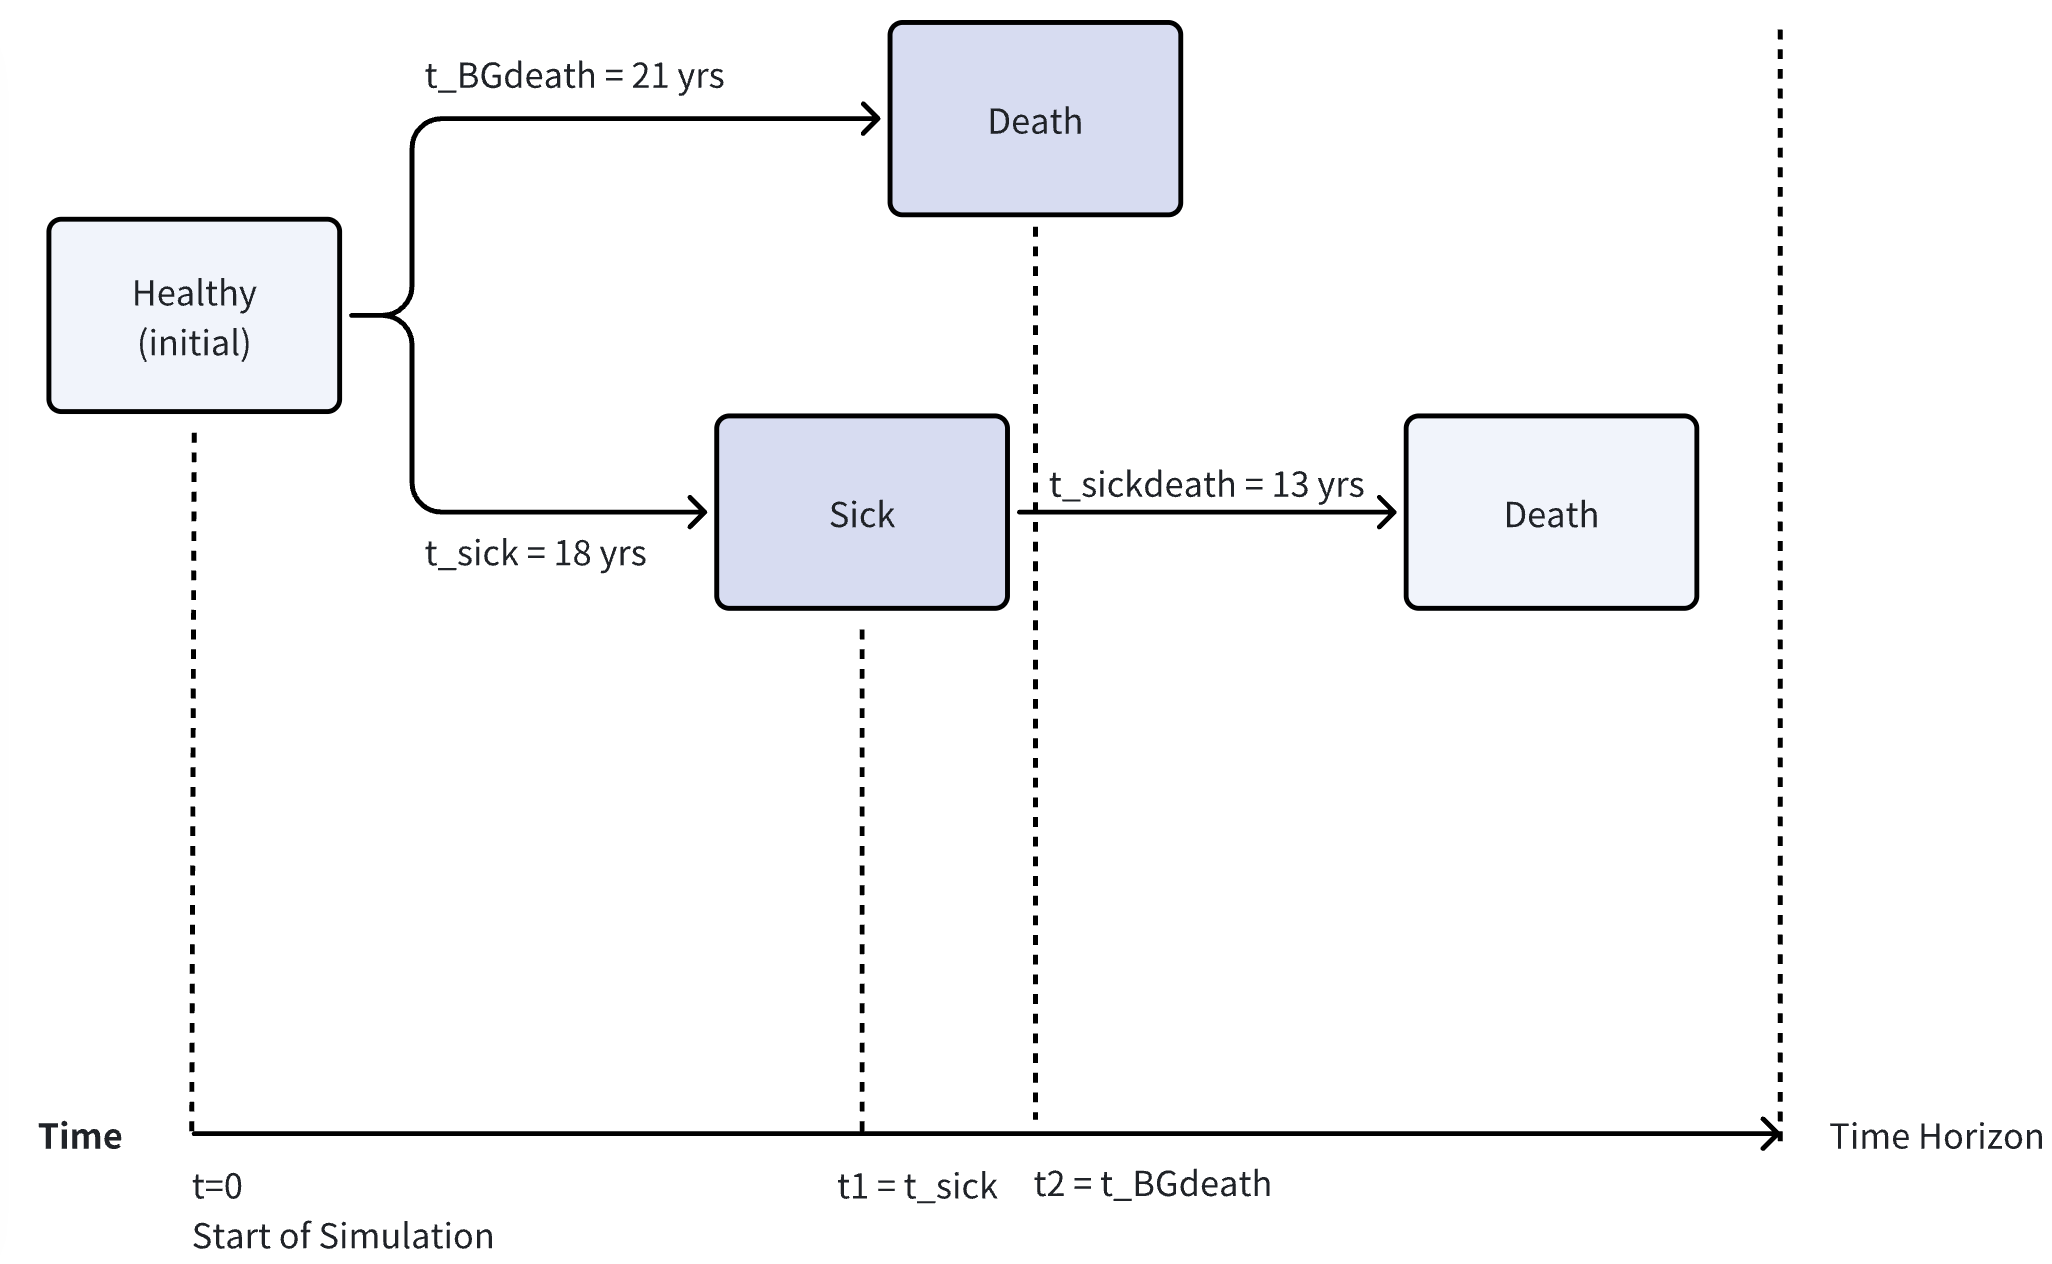 t_BGdeath = 21 yrs
Death
Healthy
(initial)
t_sickdeath = 13 yrs
Sick
Death
t_sick = 18 yrs
Time
Time Horizon
t=0
t1 = t_sick
t2 = t_BGdeath
Start of Simulation